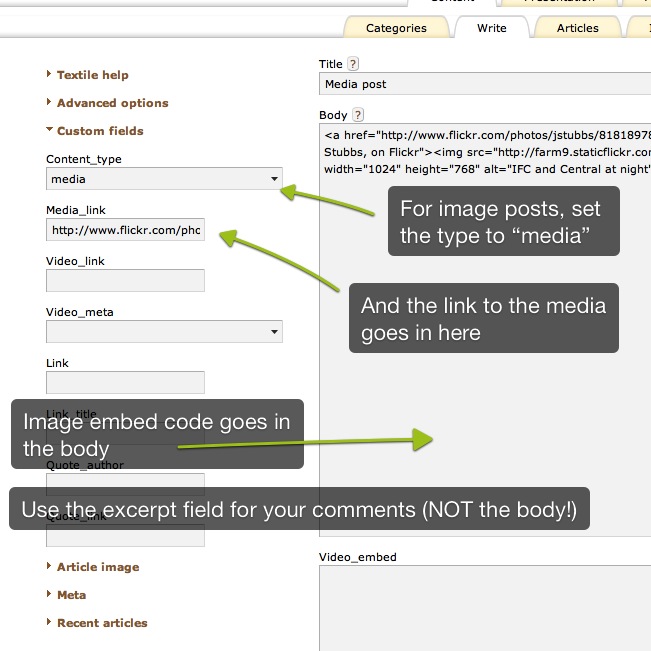 Content
Presentation
Categories
Write
Articles
Textile help
Advanced options
Custom fields
Content_type
media
Media_link
http://www.flickr.com/pho
Video_link
Video_meta
Link
Link_title
Quote_author
Quote_link
Article image
Meta
Recent articles
Title ?
Media post
Body ?
<a href="http://www.flickr.com/photos/jstubbs/8181897
Stubbs, on Flickr"><img src="http://farm9.staticflickr.com
width="1024" height="768" alt="IFC and Central at night"
For image posts, set
the type to “media”
And the link to the media
goes in here
Image embed code goes in
the body
Use the excerpt field for your comments (NOT the body!)
Video_embed